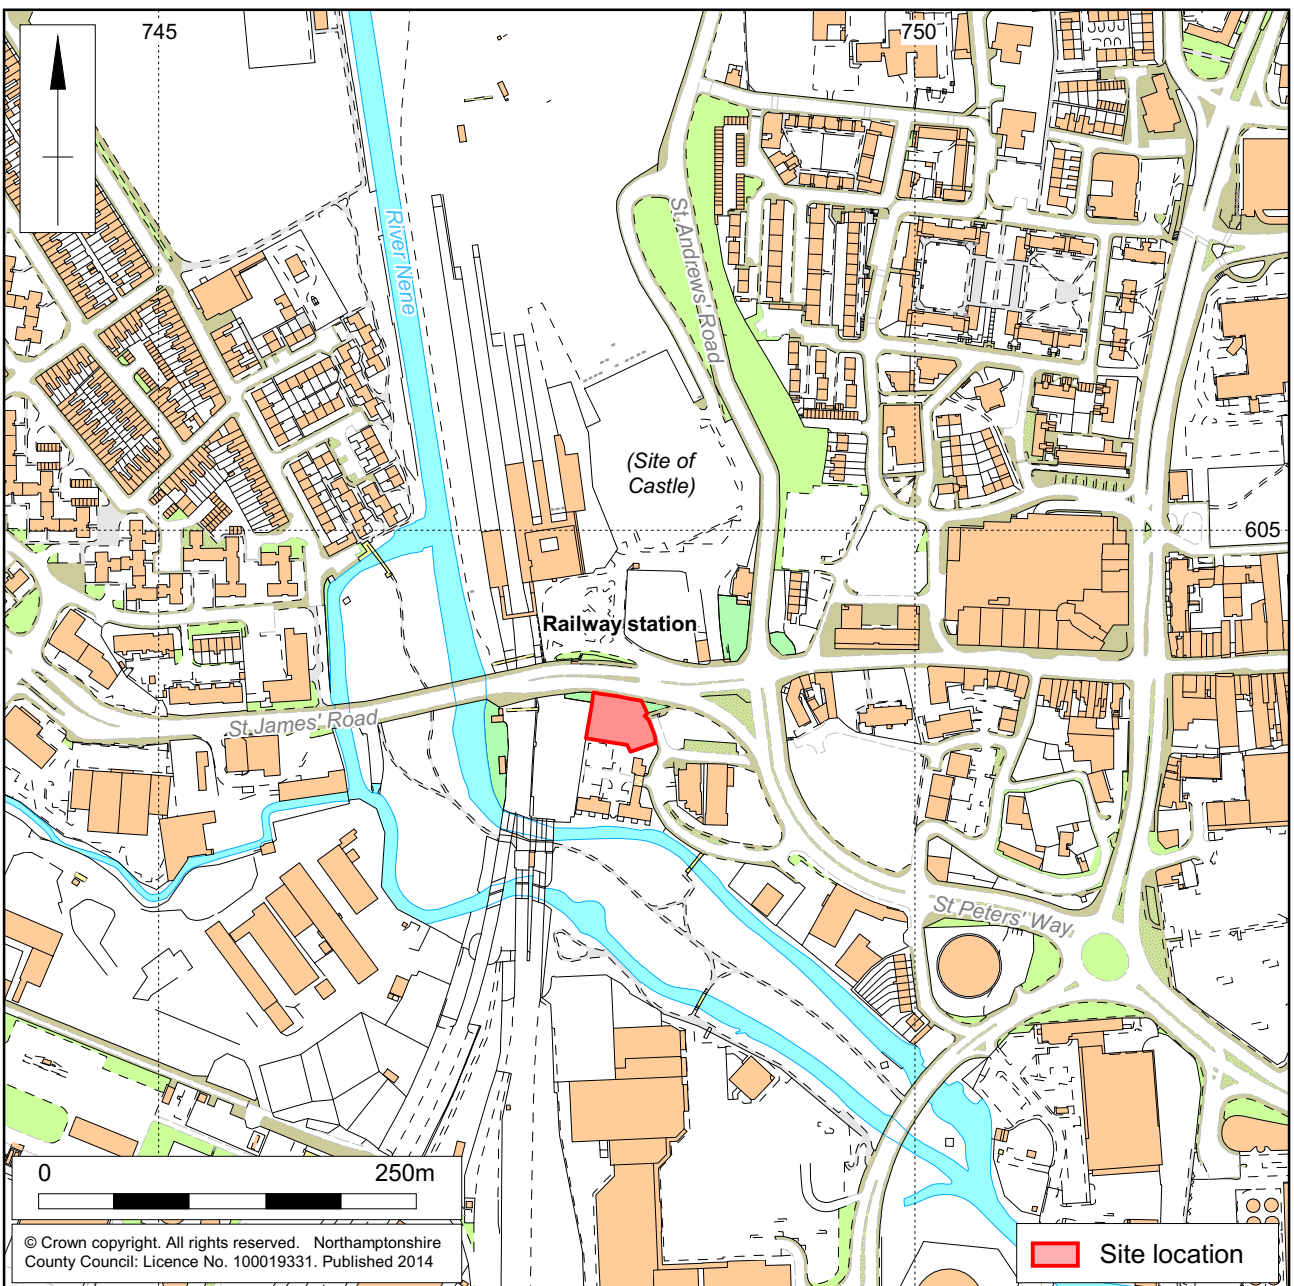 745
750
River Nene
St. Andrews' Road
(Site of
Castle)
605
Railway station
St. James' Road
St. Peters' Way
0 250m
© Crown copyright. All rights reserved. Northamptonshire
County Council: Licence No. 100019331. Published 2014
Site location